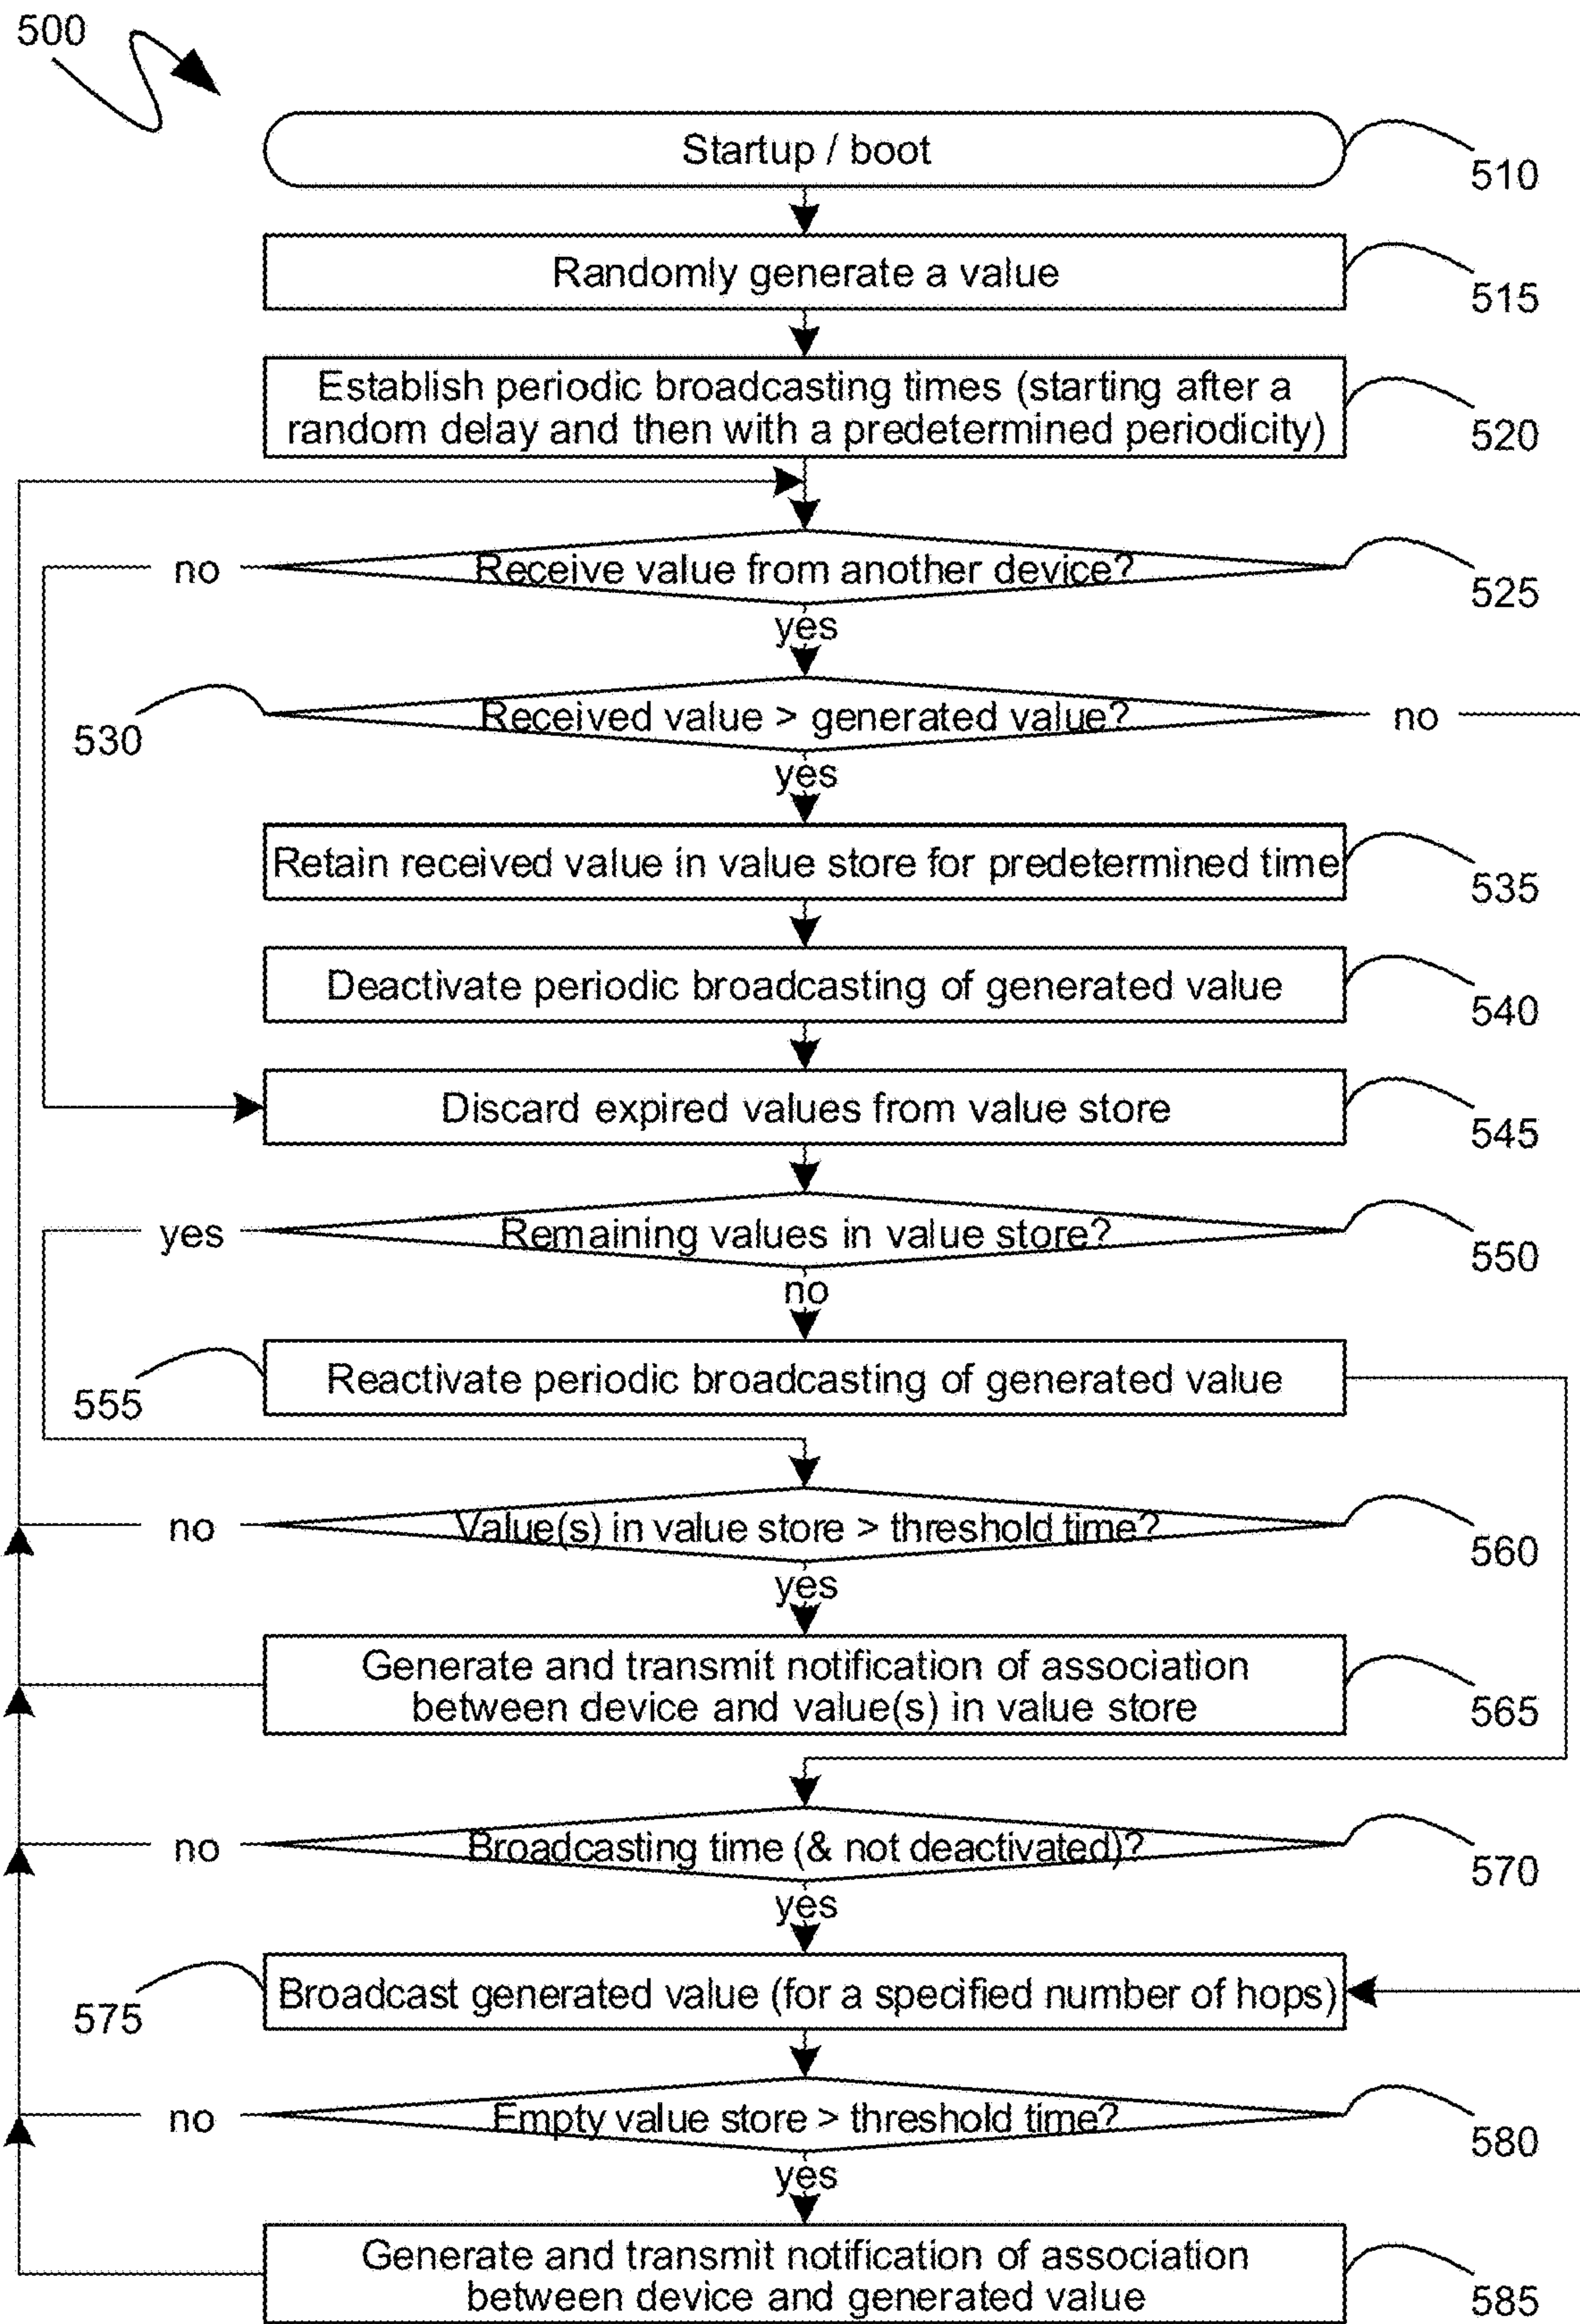 500
Startup / boot
510
Randomly generate a value
515
Establish periodic broadcasting times (starting after a
random delay and then with a predetermined periodicity)
520
no
Receive value from another device?
525
yes
530
Received value > generated value?
no
yes
Retain received value in value store for predetermined time
535
Deactivate periodic broadcasting of generated value
540
Discard expired values from value store
545
yes
Remaining values in value store?
550
no
555
Reactivate periodic broadcasting of generated value
no
Value(s) in value store > threshold time?
560
yes
Generate and transmit notification of association
between device and value(s) in value store
565
no
Broadcasting time (& not deactivated)?
570
yes
575
Broadcast generated value (for a specified number of hops)
no
Empty value store > threshold time?
580
yes
Generate and transmit notification of association
between device and generated value
585